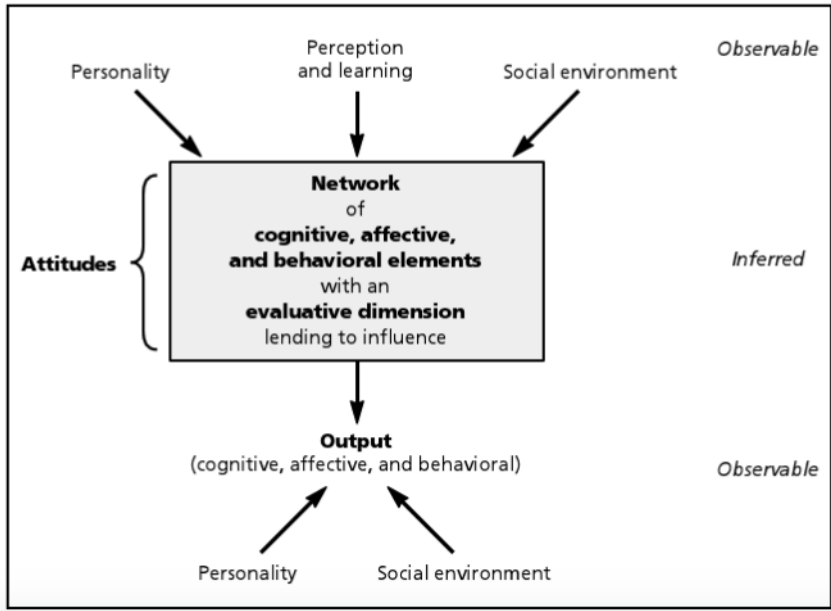 Observable
Perception
and learning
Personality
Social environment
Network
of
cognitive, affective,
and behavioral elements
with an
evaluative dimension
lending to influence
Attitudes
Inferred
Output
(cognitive, affective, and behavioral)
Observable
Personality
Social environment